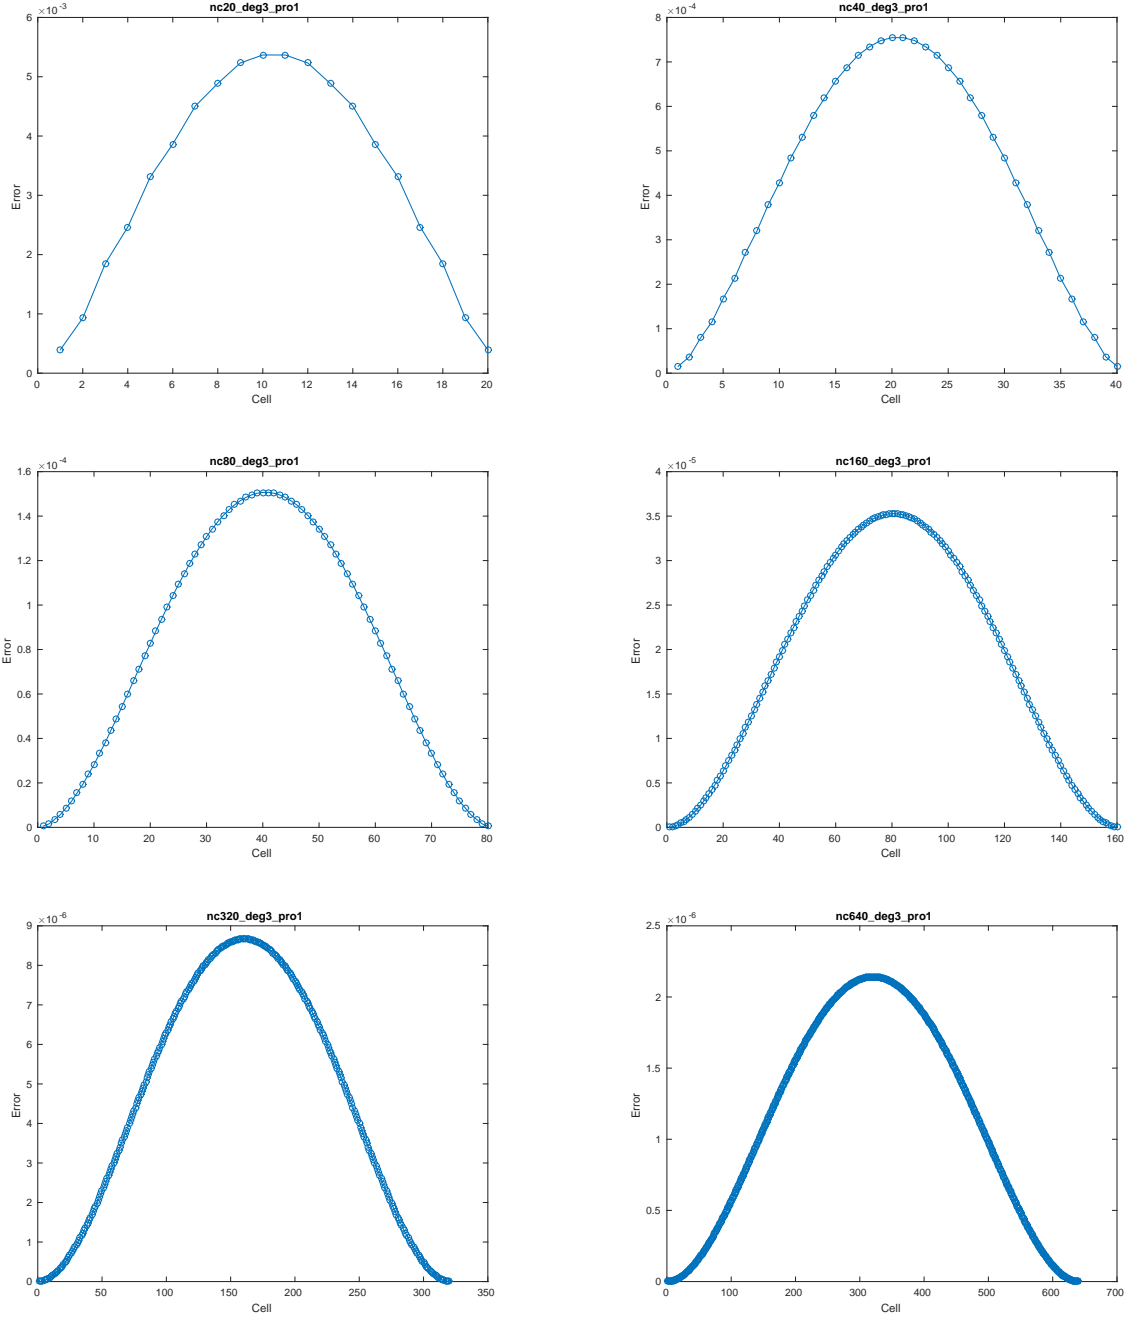 nc20_deg3_pro1
×10-3
6
5
4
3
2
1
0
Error
0 2 4 6 8 10 12 14 16 18 20
Cell
nc40_deg3_pro1
×10-4
8
7
6
5
4
3
2
1
0
Error
0 5 10 15 20 25 30 35 40
Cell
nc80_deg3_pro1
×10-4
1.6
1.4
1.2
1
0.8
0.6
0.4
0.2
0
Error
0 10 20 30 40 50 60 70 80
Cell
nc160_deg3_pro1
×10-5
4
3.5
3
2.5
2
1.5
1
0.5
0
Error
0 20 40 60 80 100 120 140 160
Cell
nc320_deg3_pro1
×10-6
9
8
7
6
5
4
3
2
1
0
Error
0 50 100 150 200 250 300 350
Cell
nc640_deg3_pro1
×10-6
2.5
2
1.5
1
0.5
0
Error
0 100 200 300 400 500 600 700
Cell